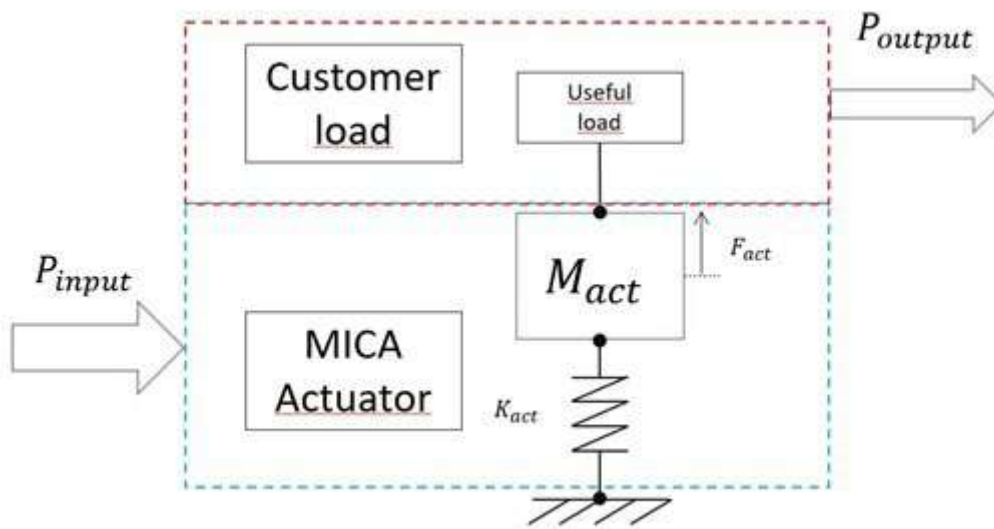 P_output
Customer
load
Useful
load
F_act
P_input
M_act
MICA
Actuator
K_act